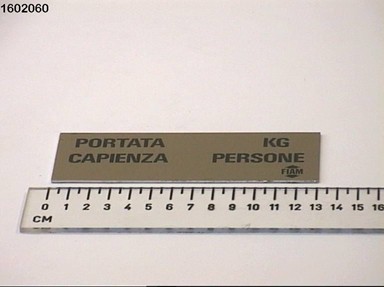 1602060
PORTATA KG
CAPIENZA PERSONE
FIAM
0 1 2 3 4 5 6 7 8 9 10 11 12 13 14 15 16
CM